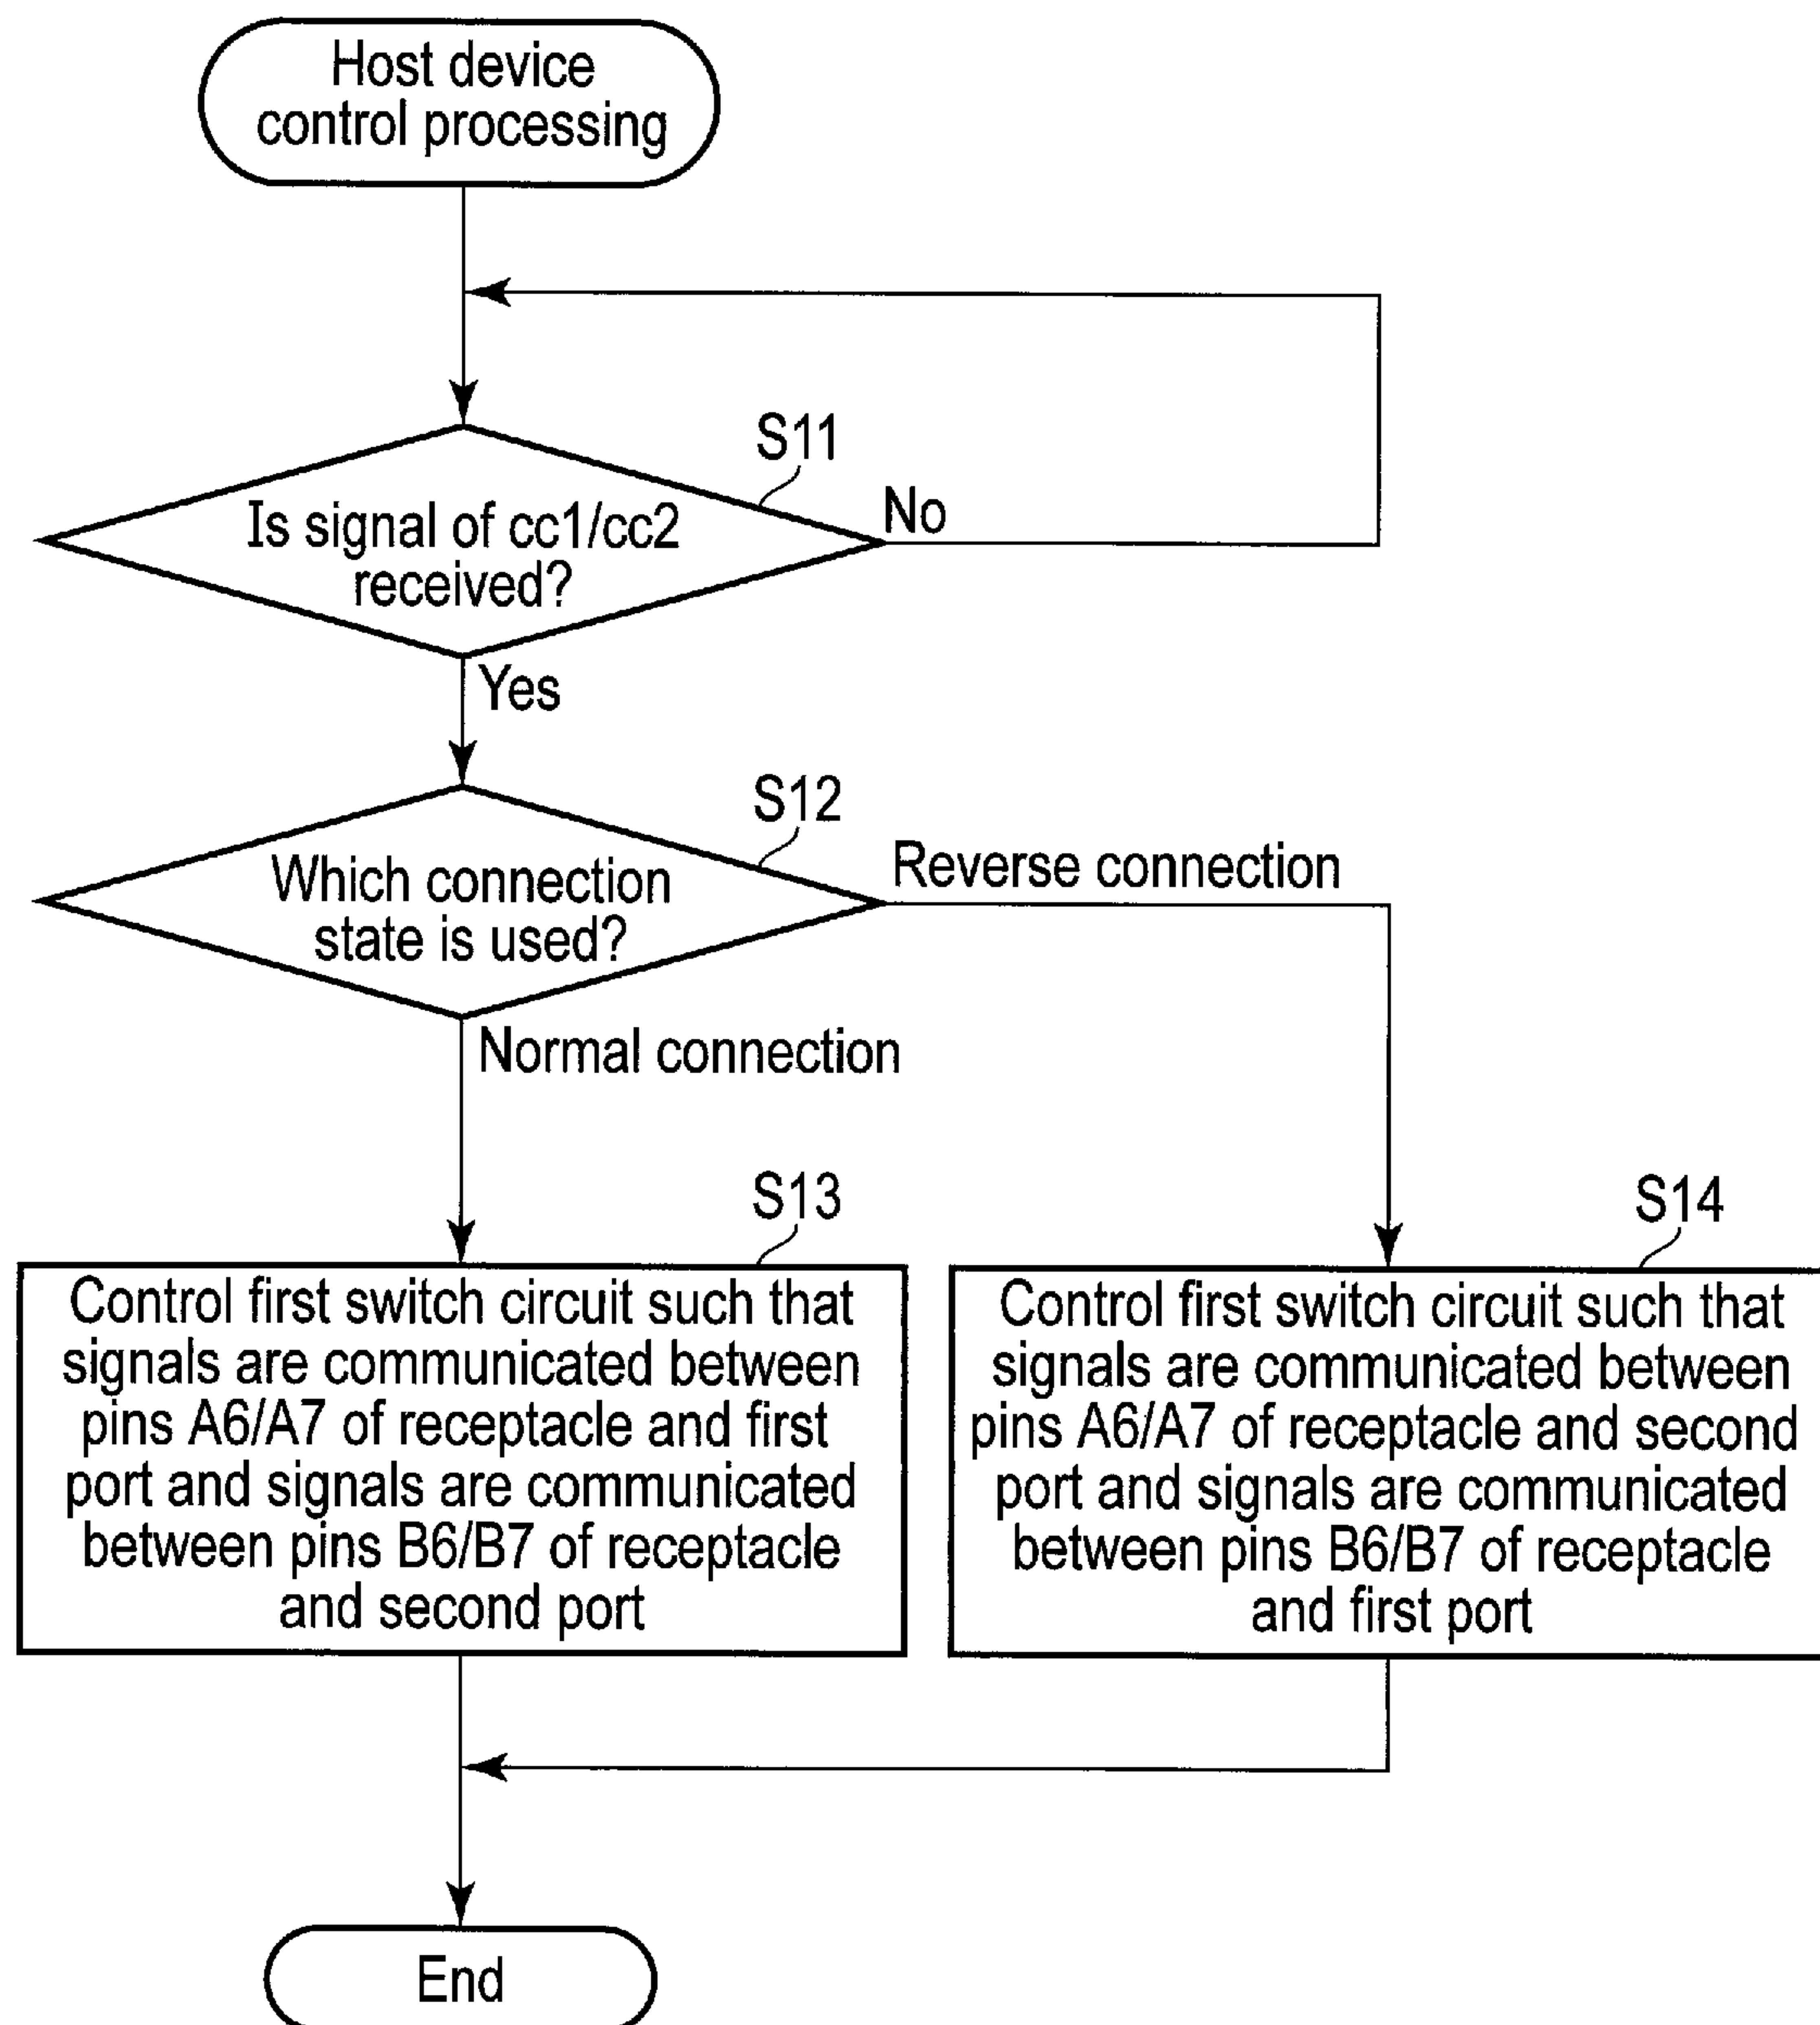 Host device
control processing
S11
Is signal of cc1/cc2
received?
No
Yes
S12
Which connection
state is used?
Reverse connection
Normal connection
S13
Control first switch circuit such that
signals are communicated between
pins A6/A7 of receptacle and first
port and signals are communicated
between pins B6/B7 of receptacle
and second port
S14
Control first switch circuit such that
signals are communicated between
pins A6/A7 of receptacle and second
port and signals are communicated
between pins B6/B7 of receptacle
and first port
End